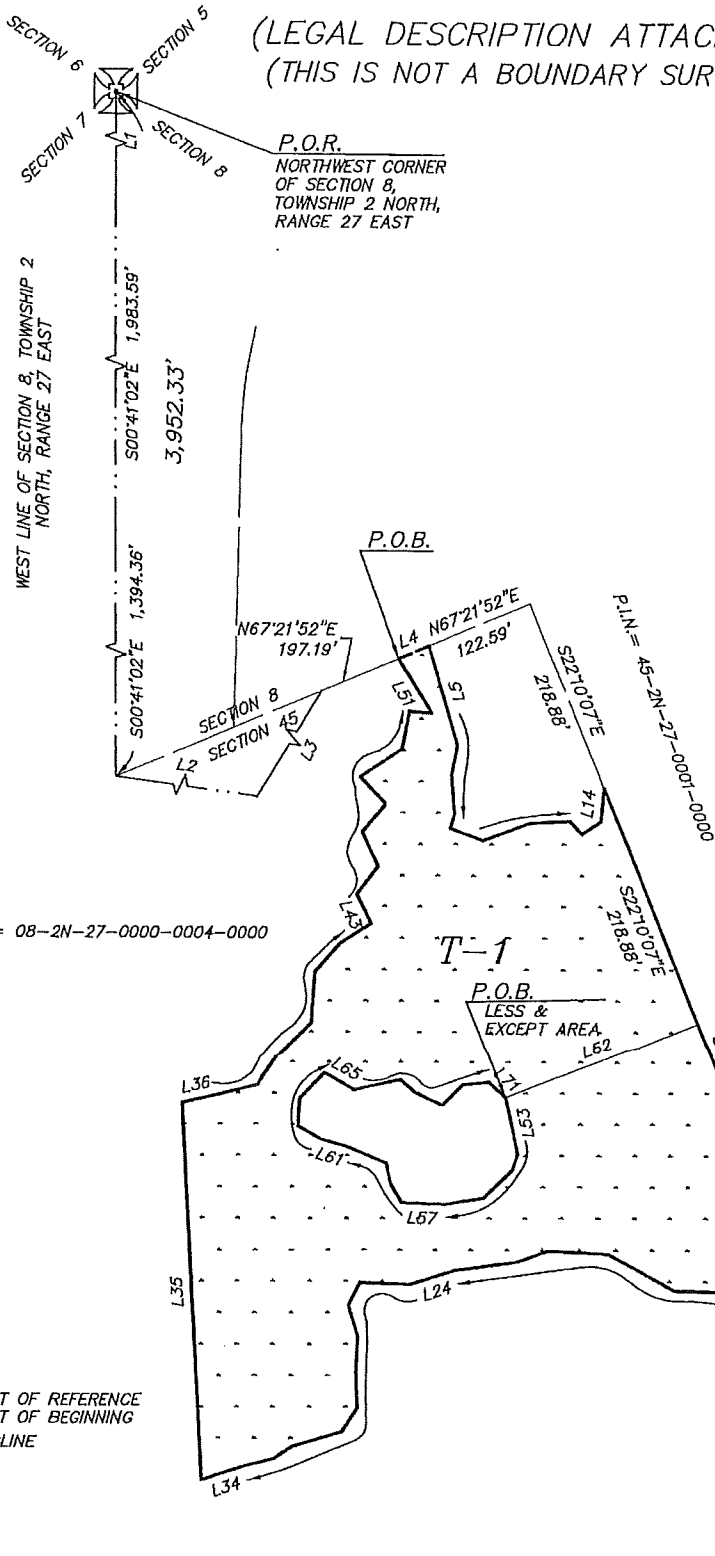 (LEGAL DESCRIPTION ATTAC
(THIS IS NOT A BOUNDARY SUR
SECTION 6
SECTION 5
SECTION 7
SECTION 8
L1
P.O.R.
NORTHWEST CORNER
OF SECTION 8,
TOWNSHIP 2 NORTH,
RANGE 27 EAST
WEST LINE OF SECTION 8, TOWNSHIP 2
NORTH, RANGE 27 EAST
S00°41'02"E 1,983.59'
3,952.33'
S00°41'02"E 1,394.36'
P.O.B.
N67°21'52"E
197.19'
L4
N67°21'52"E
122.59'
S22°10'07"E
218.88'
P.I.N.= 45-2N-27-0001-0000
SECTION 8
SECTION 45
L2
L3
L51
L5
L14
L43
= 08-2N-27-0000-0004-0000
T-1
S22°10'07"E
218.88'
P.O.B.
LESS &
EXCEPT AREA
L52
L36
L65
L71
L53
L61
L57
L35
L24
T OF REFERENCE
T OF BEGINNING
LINE
L34